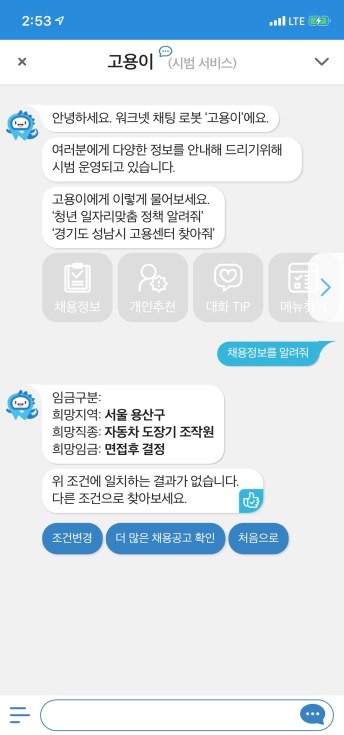 2:53
LTE
고용이 (시범 서비스)
안녕하세요. 워크넷 채팅 로봇 ‘고용이’에요.
여러분에게 다양한 정보를 안내해 드리기위해
시범 운영되고 있습니다.
고용이에게 이렇게 물어보세요.
‘청년 일자리맞춤 정책 알려줘’
‘경기도 성남시 고용센터 찾아줘’
채용정보
개인추천
대화 TIP
채용정보를 알려줘
임금구분:
희망지역: 서울 용산구
희망직종: 자동차 도장기 조작원
희망임금: 면접후 결정
위 조건에 일치하는 결과가 없습니다.
다른 조건으로 찾아보세요.
조건변경
더 많은 채용공고 확인
처음으로